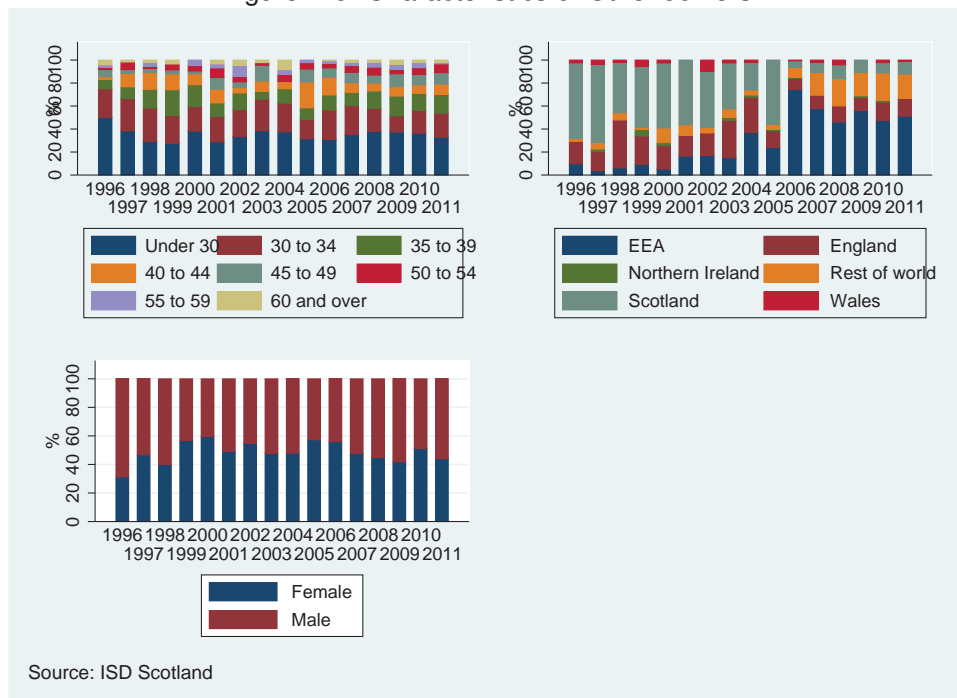 %
0 20 40 60 80 100
1996 1998 2000 2002 2004 2006 2008 2010
1997 1999 2001 2003 2005 2007 2009 2011
Under 30 30 to 34 35 to 39
40 to 44 45 to 49 50 to 54
55 to 59 60 and over
%
0 20 40 60 80 100
1996 1998 2000 2002 2004 2006 2008 2010
1997 1999 2001 2003 2005 2007 2009 2011
EEA England
Northern Ireland Rest of world
Scotland Wales
%
0 20 40 60 80 100
1996 1998 2000 2002 2004 2006 2008 2010
1997 1999 2001 2003 2005 2007 2009 2011
Female
Male
Source: ISD Scotland